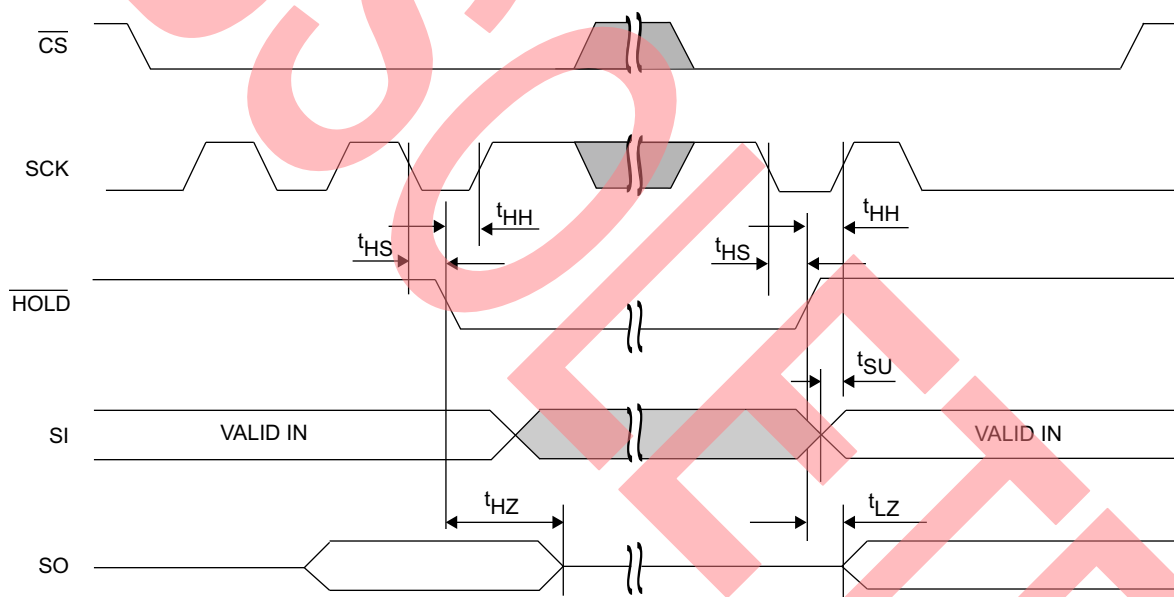 CS
SCK
tHH
tHH
tHS
tHS
HOLD
tSU
SI
VALID IN
VALID IN
tHZ
tLZ
SO